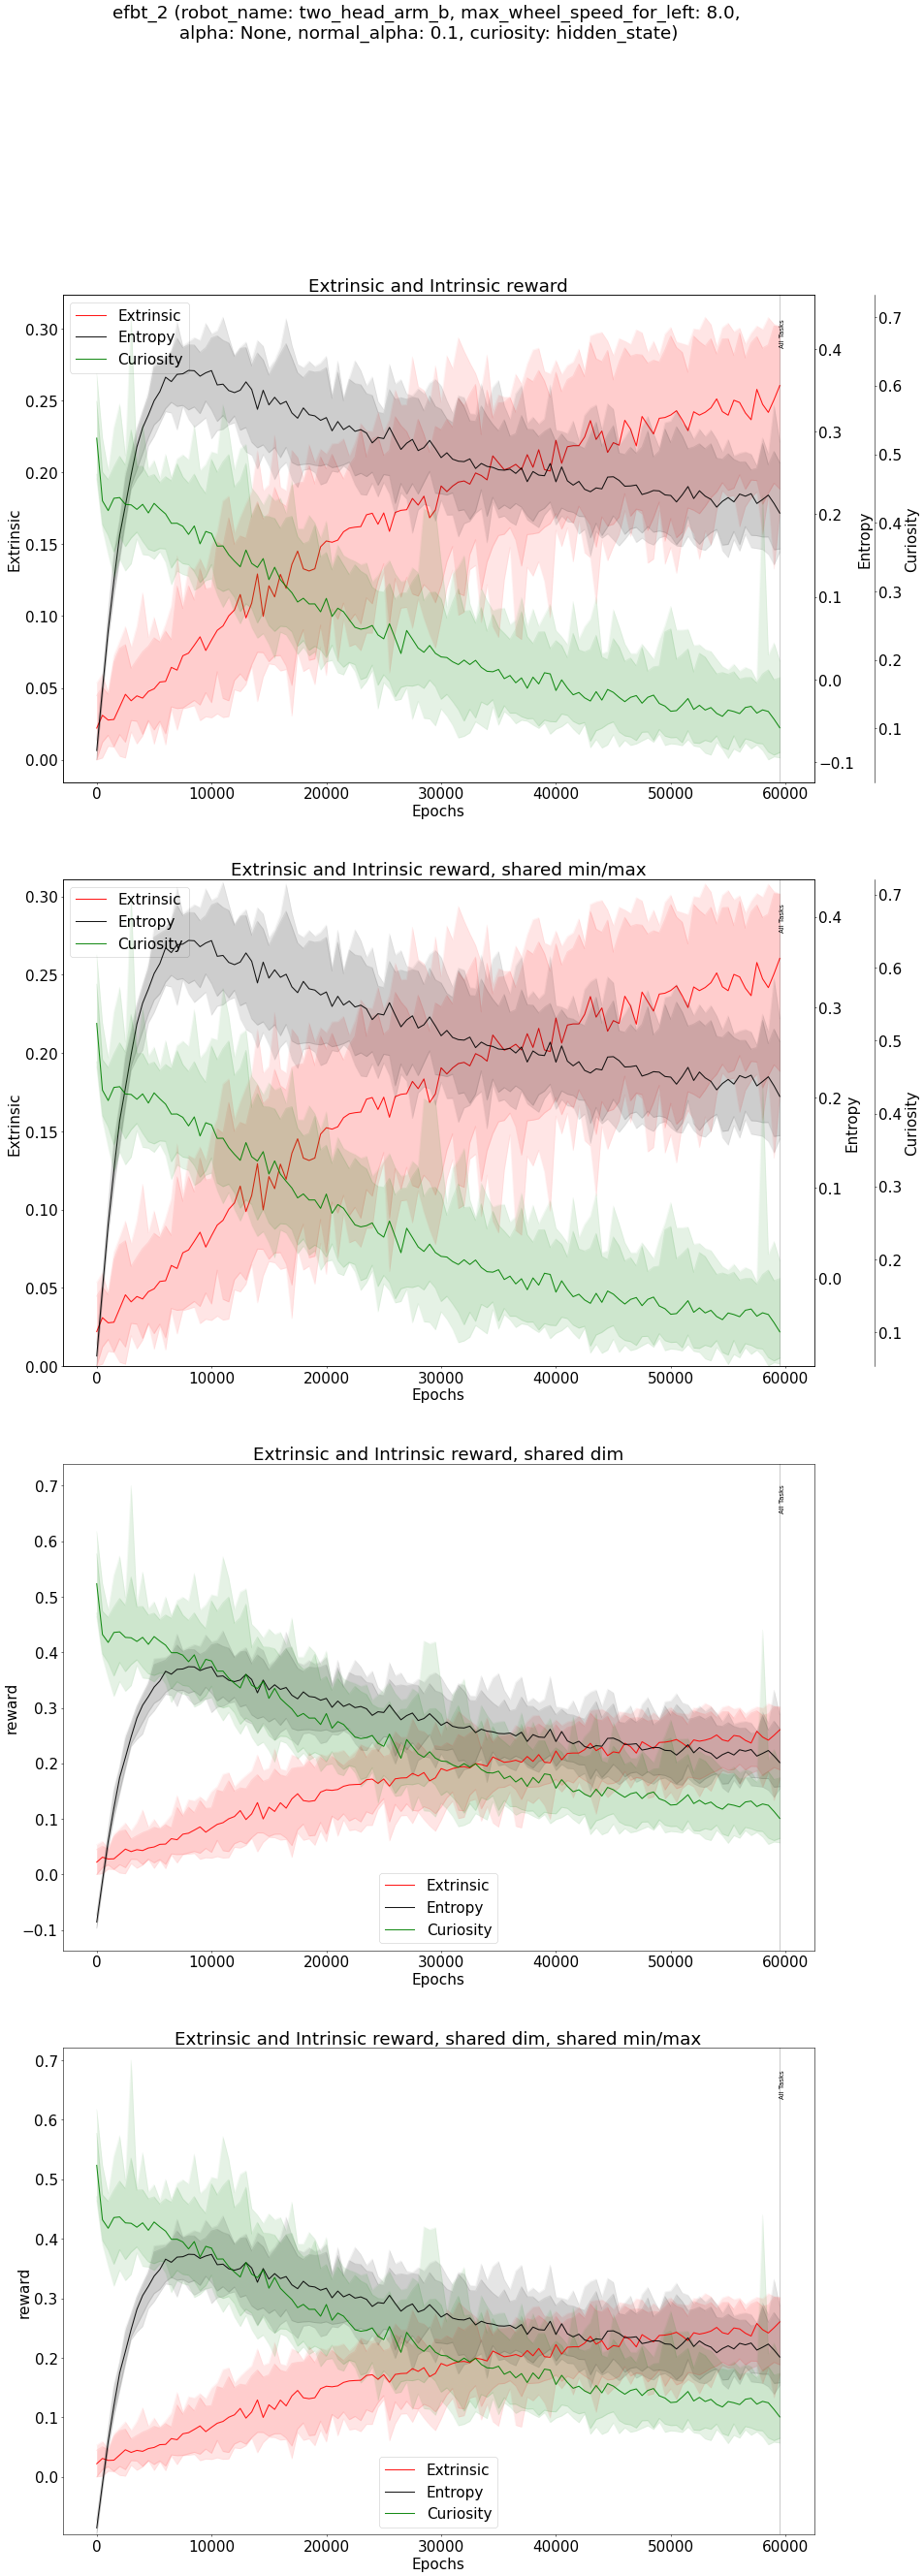 efbt_2 (robot_name: two_head_arm_b, max_wheel_speed_for_left: 8.0,
alpha: None, normal_alpha: 0.1, curiosity: hidden_state)
Extrinsic and Intrinsic reward
Extrinsic
Entropy
Curiosity
All Tasks
0.30
0.25
0.20
0.15
0.10
0.05
0.00
Extrinsic
0.4
0.3
0.2
0.1
0.0
−0.1
Entropy
0.7
0.6
0.5
0.4
0.3
0.2
0.1
Curiosity
0 10000 20000 30000 40000 50000 60000
Epochs
Extrinsic and Intrinsic reward, shared min/max
Extrinsic
Entropy
Curiosity
All Tasks
0.30
0.25
0.20
0.15
0.10
0.05
0.00
Extrinsic
0.4
0.3
0.2
0.1
0.0
Entropy
0.7
0.6
0.5
0.4
0.3
0.2
0.1
Curiosity
0 10000 20000 30000 40000 50000 60000
Epochs
Extrinsic and Intrinsic reward, shared dim
All Tasks
0.7
0.6
0.5
0.4
0.3
0.2
0.1
0.0
−0.1
reward
Extrinsic
Entropy
Curiosity
0 10000 20000 30000 40000 50000 60000
Epochs
Extrinsic and Intrinsic reward, shared dim, shared min/max
All Tasks
0.7
0.6
0.5
0.4
0.3
0.2
0.1
0.0
reward
Extrinsic
Entropy
Curiosity
0 10000 20000 30000 40000 50000 60000
Epochs